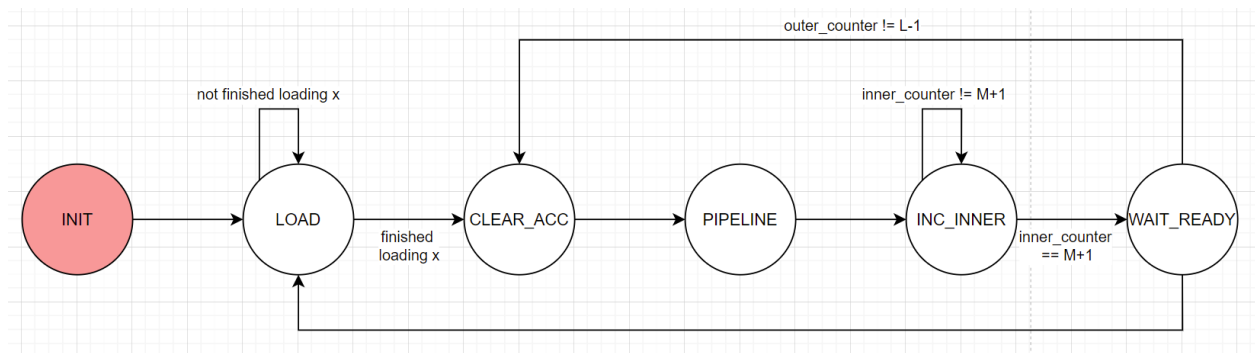 outer_counter != L-1
not finished loading x
inner_counter != M+1
INIT
LOAD
CLEAR_ACC
PIPELINE
INC_INNER
WAIT_READY
finished
loading x
inner_counter
== M+1